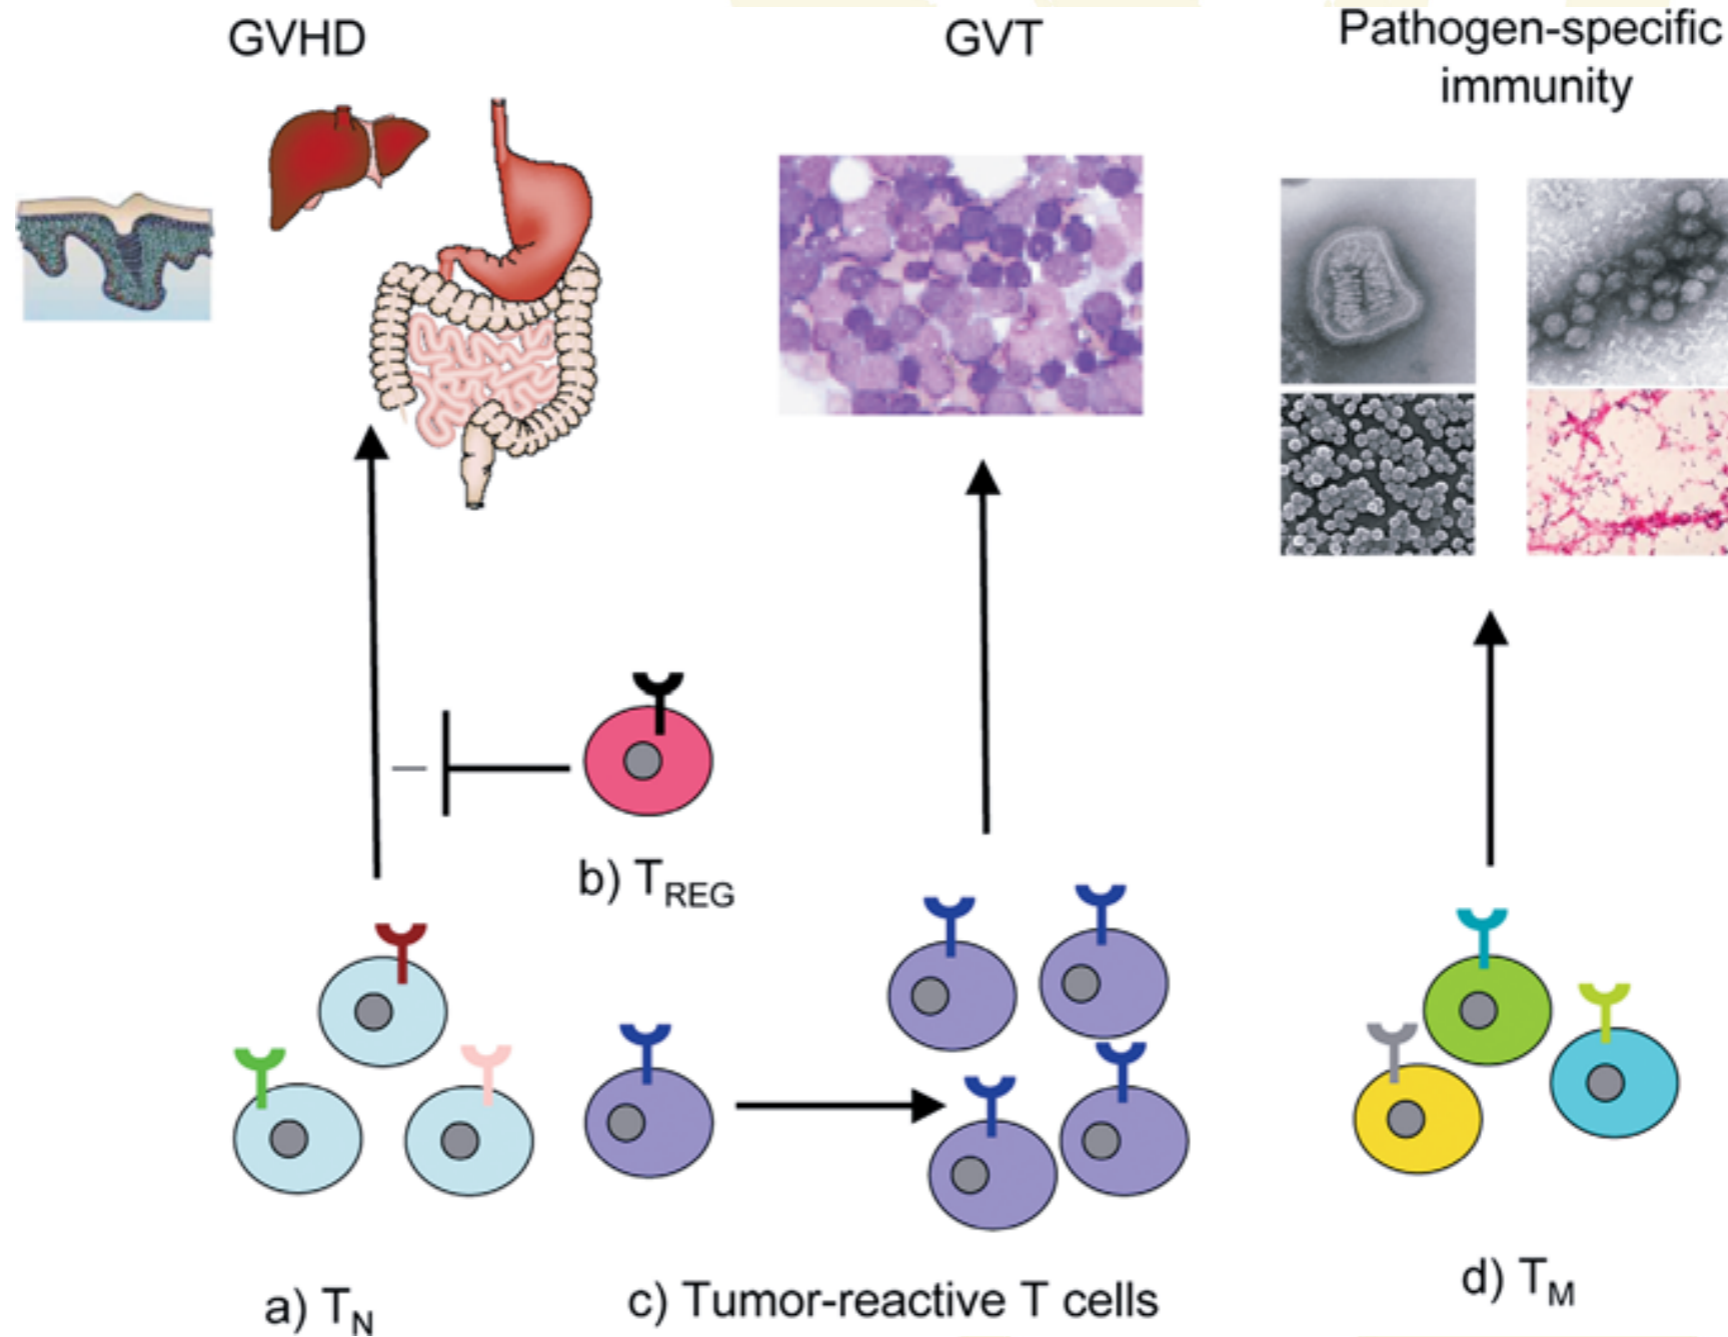 GVHD
GVT
Pathogen-specific
immunity
b) TREG
a) TN
c) Tumor-reactive T cells
d) TM